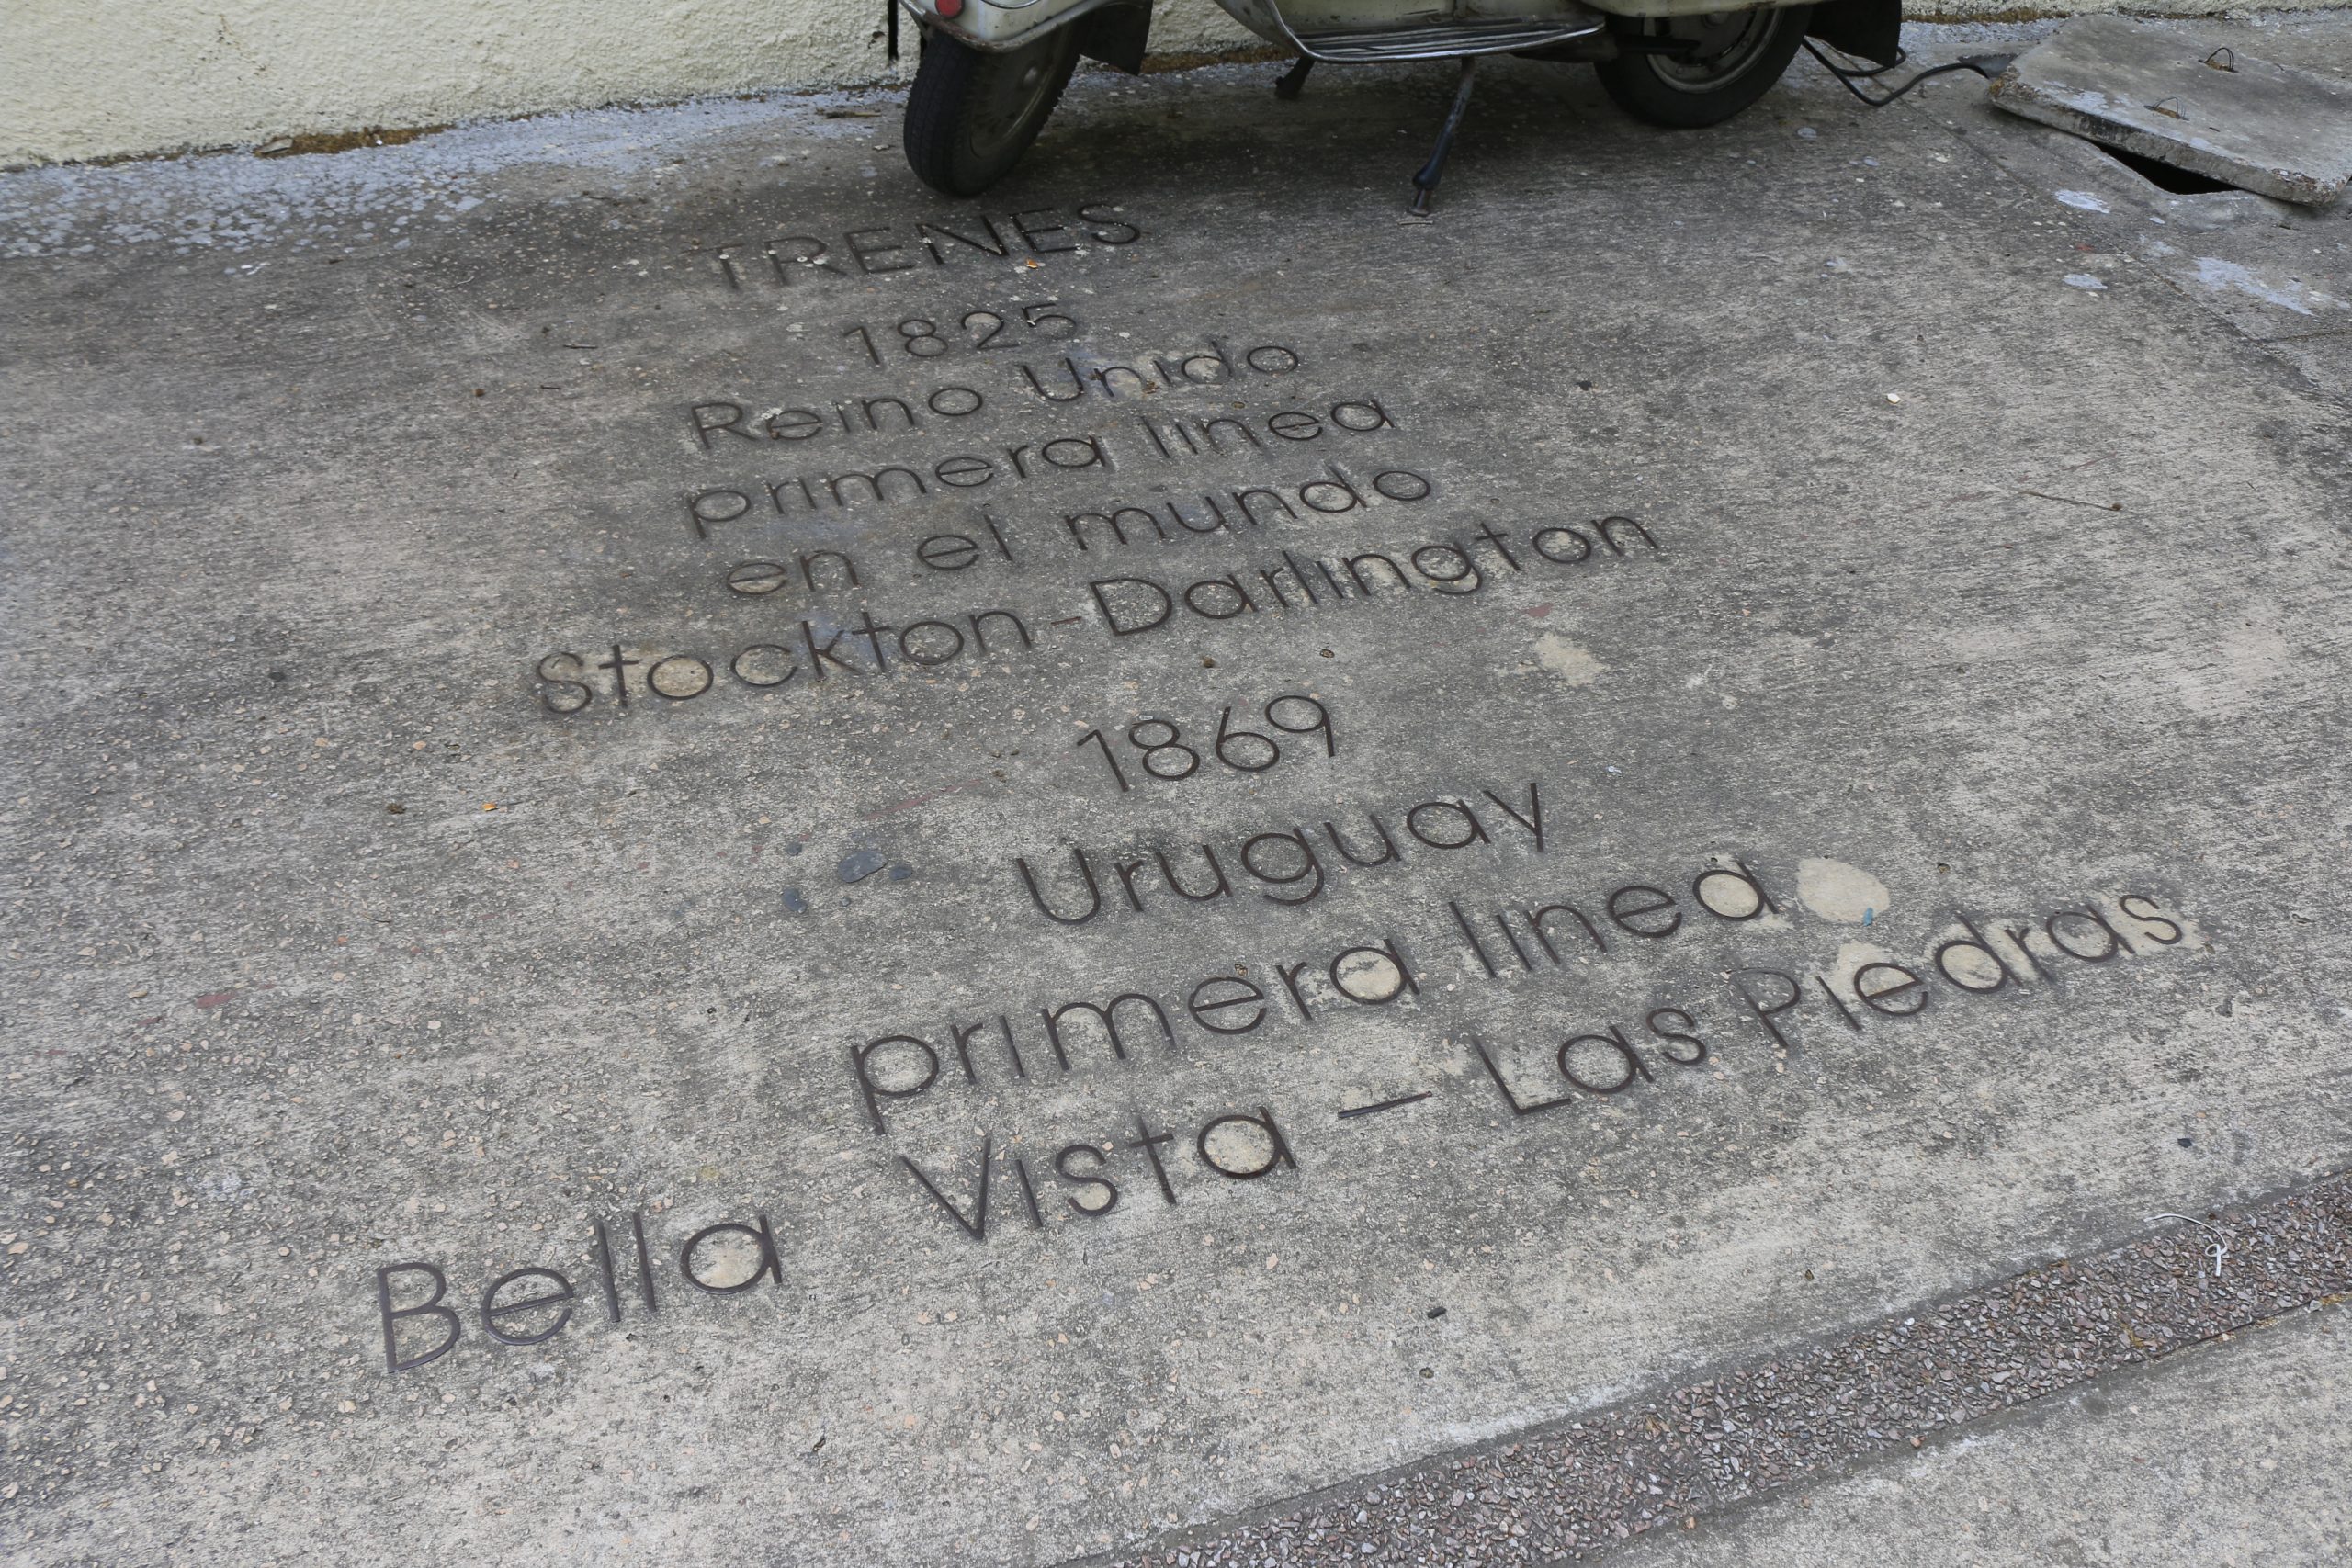 TRENES
1825
Reino Unido
primera linea
en el mundo
Stockton-Darlington
1869
Uruguay
primera linea
Bella Vista - Las Piedras